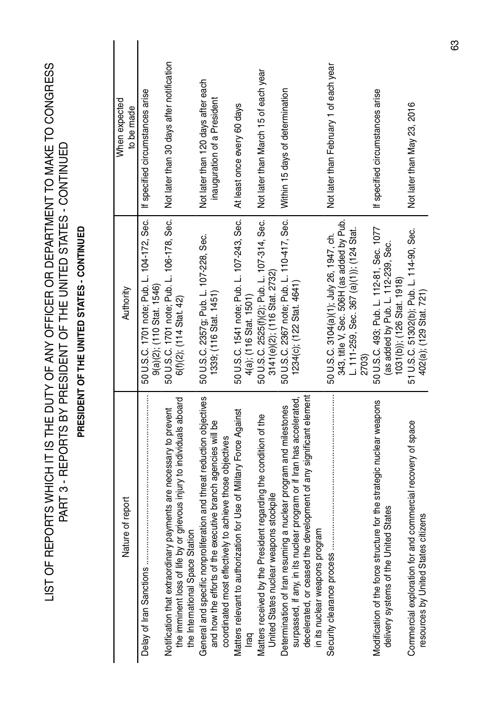 LIST OF REPORTS WHICH IT IS THE DUTY OF ANY OFFICER OR DEPARTMENT TO MAKE TO CONGRESS
PART 3 - REPORTS BY PRESIDENT OF THE UNITED STATES - CONTINUED
PRESIDENT OF THE UNITED STATES - CONTINUED
Nature of report
Authority
When expected
to be made
Delay of Iran Sanctions
50 U.S.C. 1701 note; Pub. L. 104-172, Sec.
9(a)(2); (110 Stat. 1546)
If specified circumstances arise
Notification that extraordinary payments are necessary to prevent
the imminent loss of life by or grievous injury to individuals aboard
the International Space Station
50 U.S.C. 1701 note; Pub. L. 106-178, Sec.
6(f)(2); (114 Stat. 42)
Not later than 30 days after notification
General and specific nonproliferation and threat reduction objectives
and how the efforts of the executive branch agencies will be
coordinated most effectively to achieve those objectives
50 U.S.C. 2357g; Pub. L. 107-228, Sec.
1339; (116 Stat. 1451)
Not later than 120 days after each
inauguration of a President
Matters relevant to authorization for Use of Military Force Against
Iraq
50 U.S.C. 1541 note; Pub. L. 107-243, Sec.
4(a); (116 Stat. 1501)
At least once every 60 days
Matters received by the President regarding the condition of the
United States nuclear weapons stockpile
50 U.S.C. 2525(f)(2); Pub. L. 107-314, Sec.
3141(e)(2); (116 Stat. 2732)
Not later than March 15 of each year
Determination of Iran resuming a nuclear program and milestones
surpassed, if any, in its nuclear program or if Iran has accelerated,
decelerated, or ceased the development of any significant element
in its nuclear weapons program
50 U.S.C. 2367 note; Pub. L. 110-417, Sec.
1234(c); (122 Stat. 4641)
Within 15 days of determination
Security clearance process
50 U.S.C. 3104(a)(1); July 26, 1947, ch.
343, title V, Sec. 506H (as added by Pub.
L. 111-259, Sec. 367 (a)(1)); (124 Stat.
2703)
Not later than February 1 of each year
Modification of the force structure for the strategic nuclear weapons
delivery systems of the United States
50 U.S.C. 493; Pub. L. 112-81, Sec. 1077
(as added by Pub. L. 112-239, Sec.
1031(b)); (126 Stat. 1918)
If specified circumstances arise
Commercial exploration for and commercial recovery of space
resources by United States citizens
51 U.S.C. 51302(b); Pub. L. 114-90, Sec.
402(a); (129 Stat. 721)
Not later than May 23, 2016
63